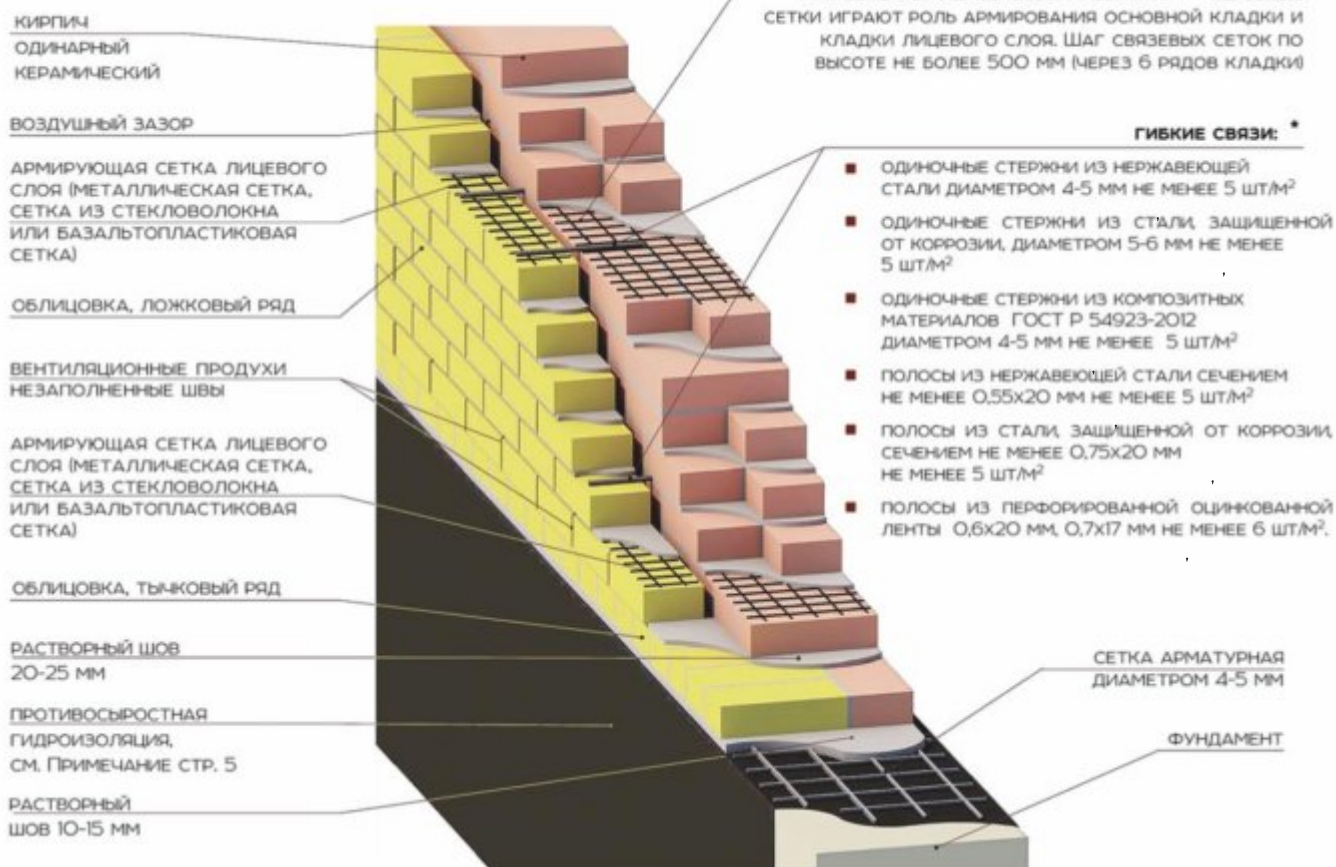 КИРПИЧ
ОДИНАРНЫЙ
КЕРАМИЧЕСКИЙ
ВОЗДУШНЫЙ ЗАЗОР
АРМИРУЮЩАЯ СЕТКА ЛИЦЕВОГО
СЛОЯ (МЕТАЛЛИЧЕСКАЯ СЕТКА,
СЕТКА ИЗ СТЕКЛОВОЛОКНА
ИЛИ БАЗАЛЬТОПЛАСТИКОВАЯ
СЕТКА)
ОБЛИЦОВКА, ЛОЖКОВЫЙ РЯД
ВЕНТИЛЯЦИОННЫЕ ПРОДУХИ
НЕЗАПОЛНЕННЫЕ ШВЫ
АРМИРУЮЩАЯ СЕТКА ЛИЦЕВОГО
СЛОЯ (МЕТАЛЛИЧЕСКАЯ СЕТКА,
СЕТКА ИЗ СТЕКЛОВОЛОКНА
ИЛИ БАЗАЛЬТОПЛАСТИКОВАЯ
СЕТКА)
ОБЛИЦОВКА, ТЫЧКОВЫЙ РЯД
РАСТВОРНЫЙ ШОВ
20-25 ММ
ПРОТИВОСЫРОСТНАЯ
ГИДРОИЗОЛЯЦИЯ,
СМ. ПРИМЕЧАНИЕ СТР. 5
РАСТВОРНЫЙ
ШОВ 10-15 ММ
СЕТКИ ИГРАЮТ РОЛЬ АРМИРОВАНИЯ ОСНОВНОЙ КЛАДКИ И
КЛАДКИ ЛИЦЕВОГО СЛОЯ. ШАГ СВЯЗЕВЫХ СЕТОК ПО
ВЫСОТЕ НЕ БОЛЕЕ 500 ММ (ЧЕРЕЗ 6 РЯДОВ КЛАДКИ)
ГИБКИЕ СВЯЗИ: *
■ ОДИНОЧНЫЕ СТЕРЖНИ ИЗ НЕРЖАВЕЮЩЕЙ
СТАЛИ ДИАМЕТРОМ 4-5 ММ НЕ МЕНЕЕ 5 ШТ/М²
■ ОДИНОЧНЫЕ СТЕРЖНИ ИЗ СТАЛИ, ЗАЩИЩЕННОЙ
ОТ КОРРОЗИИ, ДИАМЕТРОМ 5-6 ММ НЕ МЕНЕЕ
5 ШТ/М²
■ ОДИНОЧНЫЕ СТЕРЖНИ ИЗ КОМПОЗИТНЫХ
МАТЕРИАЛОВ ГОСТ Р 54923-2012
ДИАМЕТРОМ 4-5 ММ НЕ МЕНЕЕ 5 ШТ/М²
■ ПОЛОСЫ ИЗ НЕРЖАВЕЮЩЕЙ СТАЛИ СЕЧЕНИЕМ
НЕ МЕНЕЕ 0,55х20 ММ НЕ МЕНЕЕ 5 ШТ/М²
■ ПОЛОСЫ ИЗ СТАЛИ, ЗАЩИЩЕННОЙ ОТ КОРРОЗИИ,
СЕЧЕНИЕМ НЕ МЕНЕЕ 0,75х20 ММ
НЕ МЕНЕЕ 5 ШТ/М²
■ ПОЛОСЫ ИЗ ПЕРФОРИРОВАННОЙ ОЦИНКОВАННОЙ
ЛЕНТЫ 0,6х20 ММ, 0,7х17 ММ НЕ МЕНЕЕ 6 ШТ/М².
СЕТКА АРМАТУРНАЯ
ДИАМЕТРОМ 4-5 ММ
ФУНДАМЕНТ